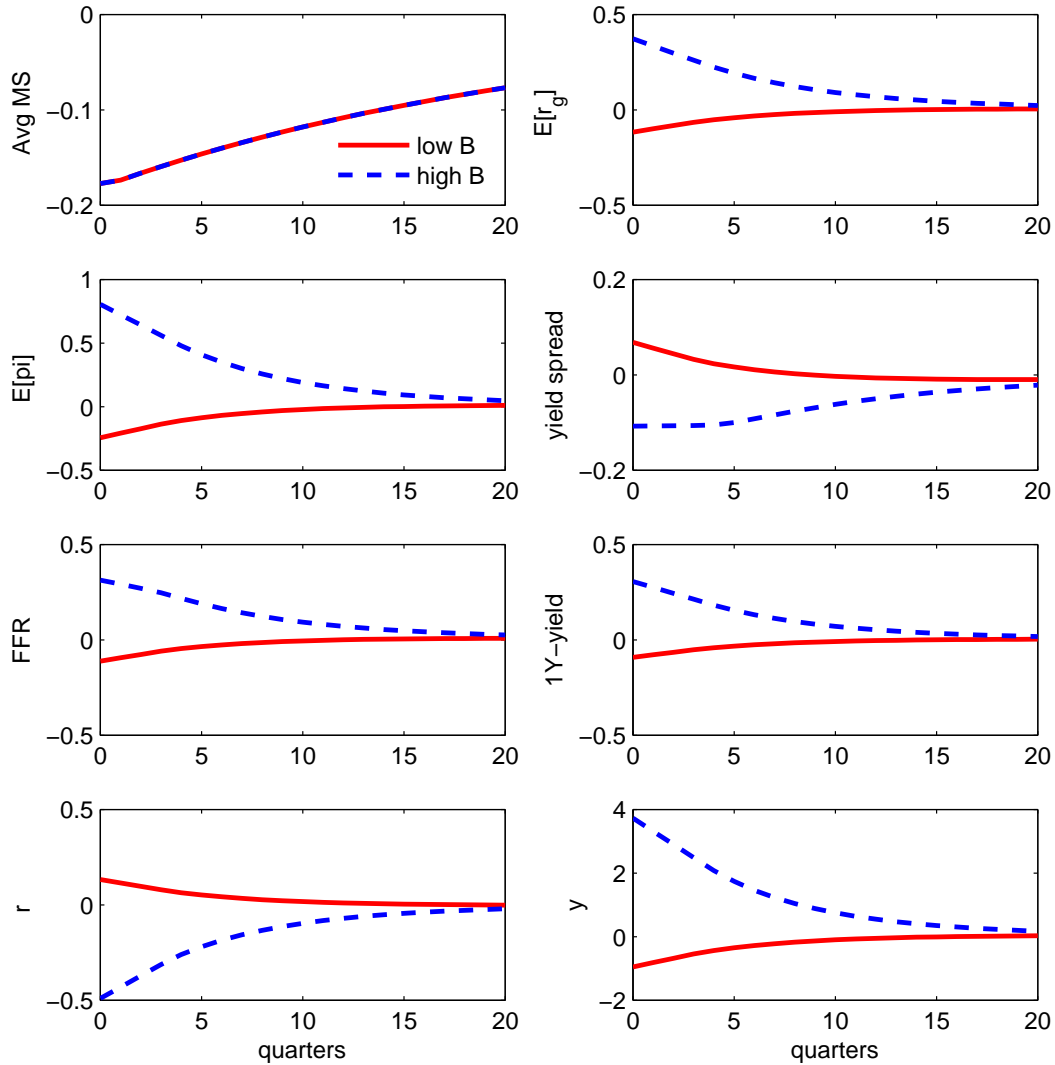 0
−0.1
−0.2
Avg MS
low B
high B
0 5 10 15 20
0.5
0
−0.5
E[r_g]
0 5 10 15 20
1
0.5
0
−0.5
E[pi]
0 5 10 15 20
0.2
0
−0.2
yield spread
0 5 10 15 20
0.5
0
−0.5
FFR
0 5 10 15 20
0.5
0
−0.5
1Y−yield
0 5 10 15 20
0.5
0
−0.5
r
0 5 10 15 20
quarters
4
2
0
−2
y
0 5 10 15 20
quarters